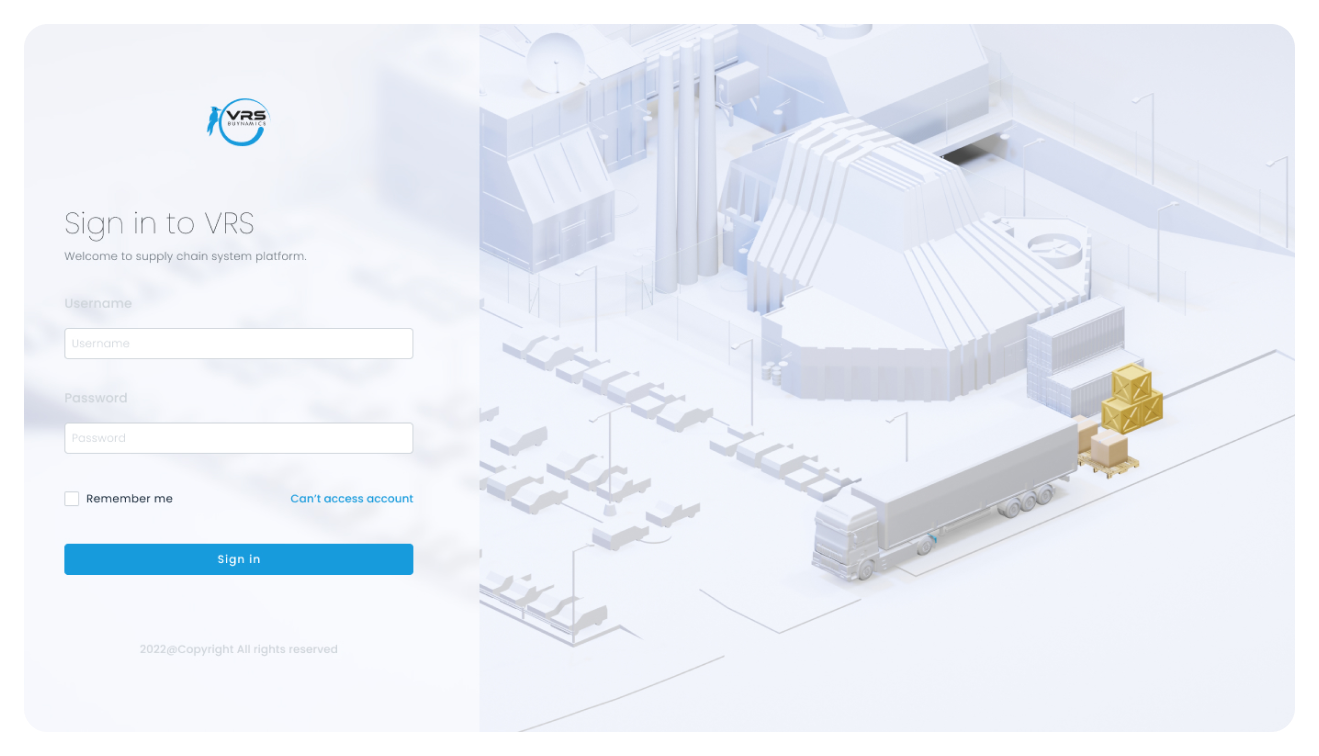 VRS
BUYNAMICS
Sign in to VRS
Welcome to supply chain system platform.
Username
Username
Password
Password
Remember me
Can't access account
Sign in
2022@Copyright All rights reserved